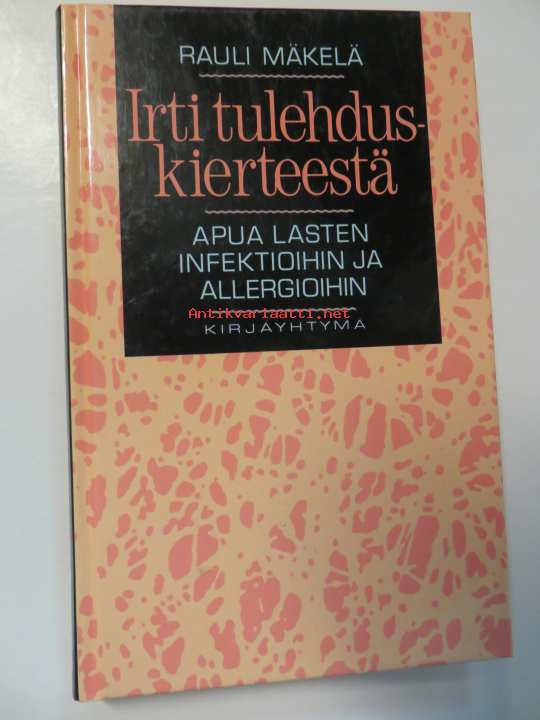 RAULI MÄKELÄ
Irti tulehdus-
kierteestä
APUA LASTEN
INFEKTIOIHIN JA
ALLERGIOIHIN
Antikvariaatti.net
KIRJAYHTYMÄ